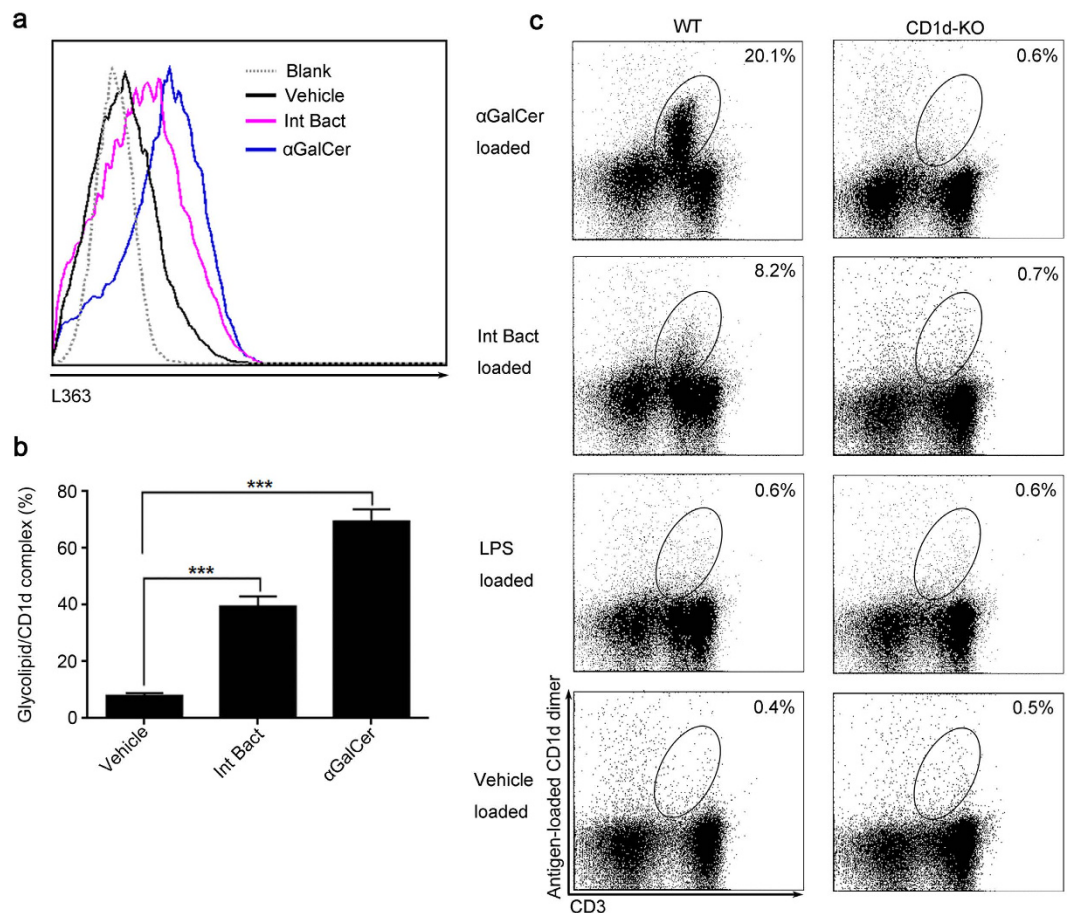 a
Blank
Vehicle
Int Bact
αGalCer
L363
b
Glycolipid/CD1d complex (%)
80
60
40
20
0
***
***
Vehicle
Int Bact
αGalCer
c
WT
CD1d-KO
αGalCer
loaded
20.1%
0.6%
Int Bact
loaded
8.2%
0.7%
LPS
loaded
0.6%
0.6%
Vehicle
loaded
0.4%
0.5%
Antigen-loaded CD1d dimer
CD3